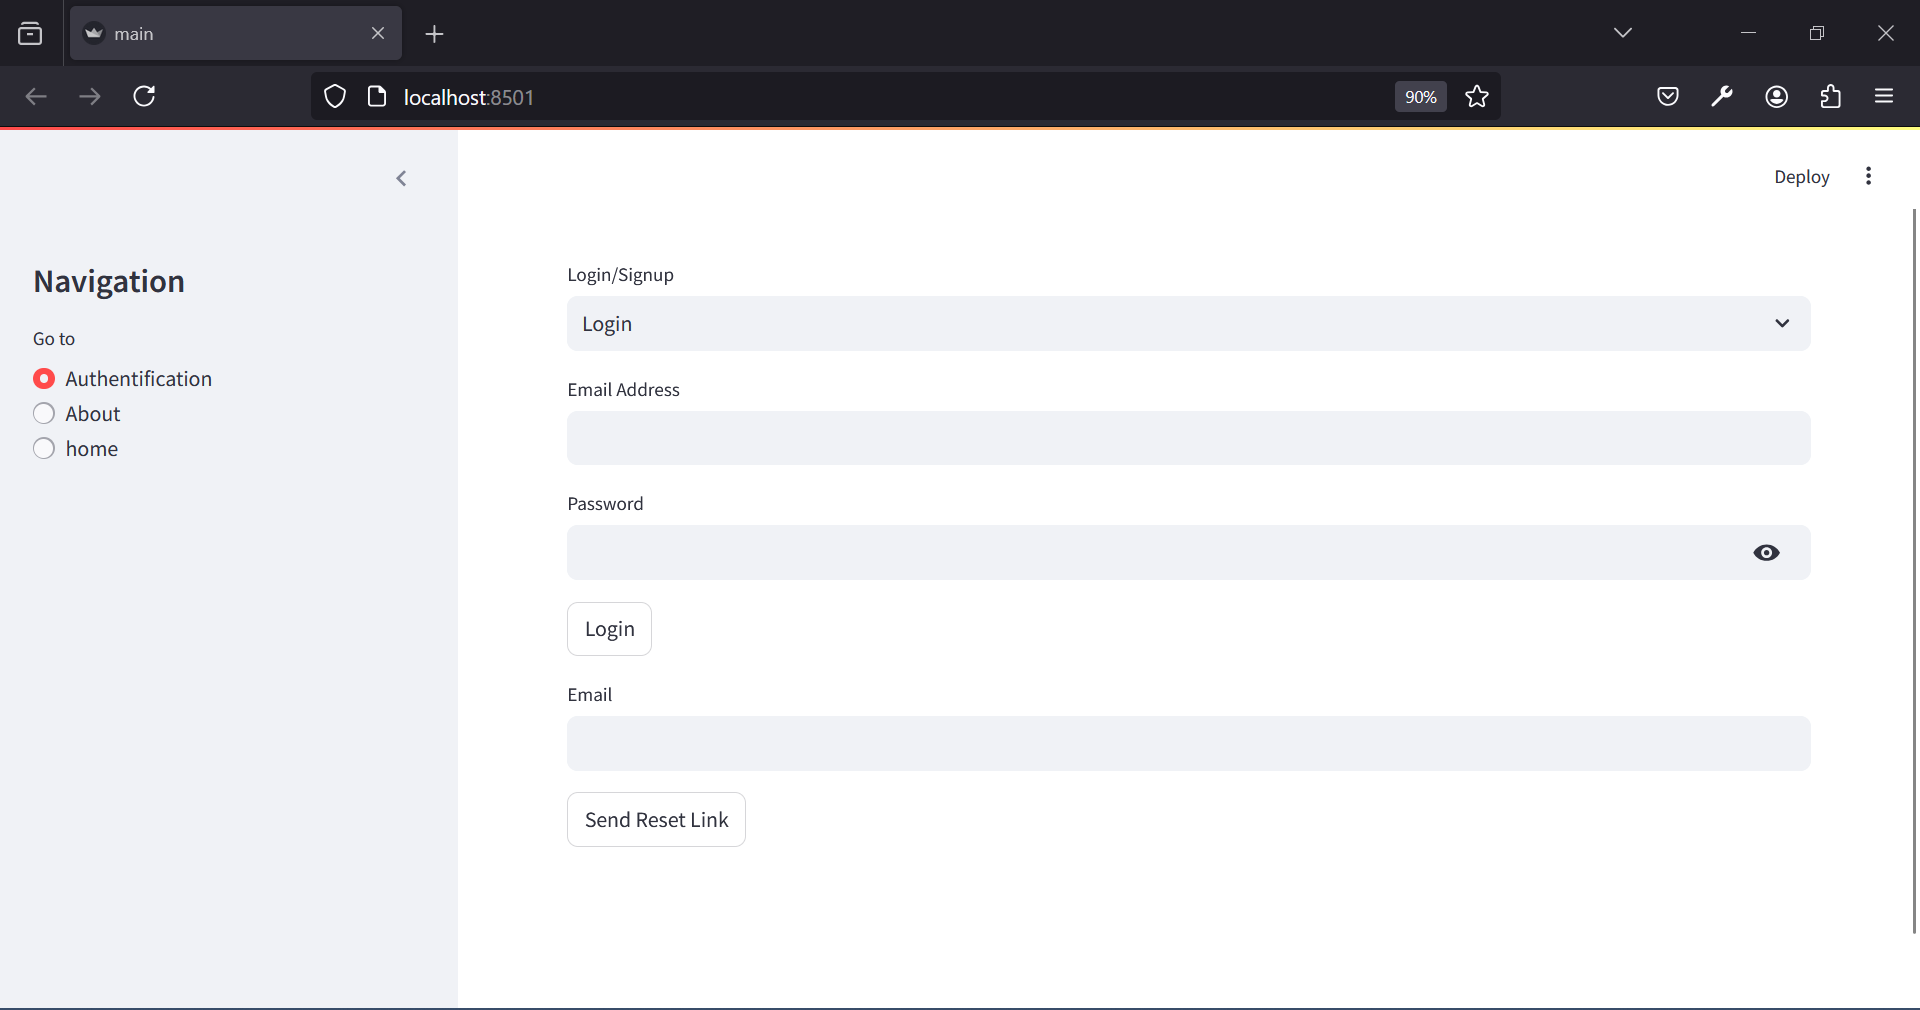 main
localhost:8501
90%
Deploy
Navigation
Go to
Authentification
About
home
Login/Signup
Login
Email Address
Password
Login
Email
Send Reset Link